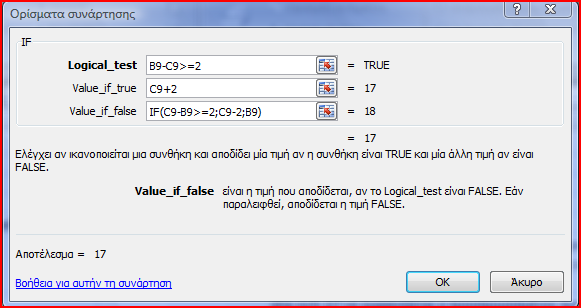 Ορίσματα συνάρτησης
IF
Logical_test B9-C9>=2 = TRUE
Value_if_true C9+2 = 17
Value_if_false IF(C9-B9>=2;C9-2;B9) = 18
= 17
Ελέγχει αν ικανοποιείται μια συνθήκη και αποδίδει μία τιμή αν η συνθήκη είναι TRUE και μία άλλη τιμή αν είναι
FALSE.
Value_if_false είναι η τιμή που αποδίδεται, αν το Logical_test είναι FALSE. Εάν
παραλειφθεί, αποδίδεται η τιμή FALSE.
Αποτέλεσμα = 17
Βοήθεια για αυτήν τη συνάρτηση OK Άκυρο